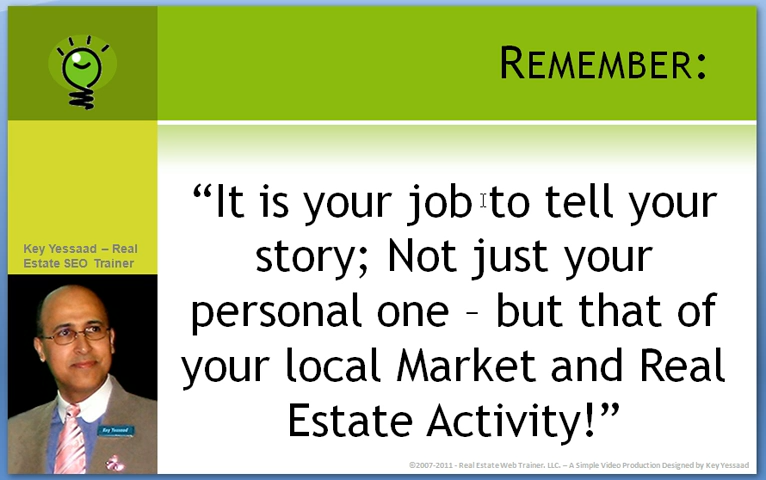 REMEMBER:
“It is your job to tell your
story; Not just your
personal one – but that of
your local Market and Real
Estate Activity!”
Key Yessaad – Real
Estate SEO Trainer
Key Yessaad
©2007-2011 - Real Estate Web Trainer, LLC. – A Simple Video Production Designed by Key Yessaad